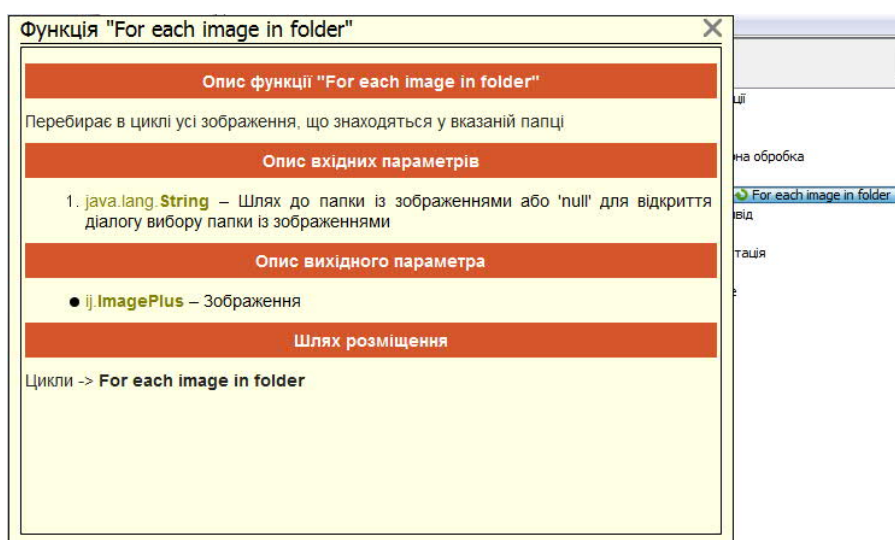 Функція "For each image in folder"
Опис функції "For each image in folder"
Перебирає в циклі усі зображення, що знаходяться у вказаній папці
Опис вхідних параметрів
1. java.lang.String – Шлях до папки із зображеннями або 'null' для відкриття
діалогу вибору папки із зображеннями
Опис вихідного параметра
● ij.ImagePlus – Зображення
Шлях розміщення
Цикли -> For each image in folder
ції
на обробка
For each image in folder
від
тація